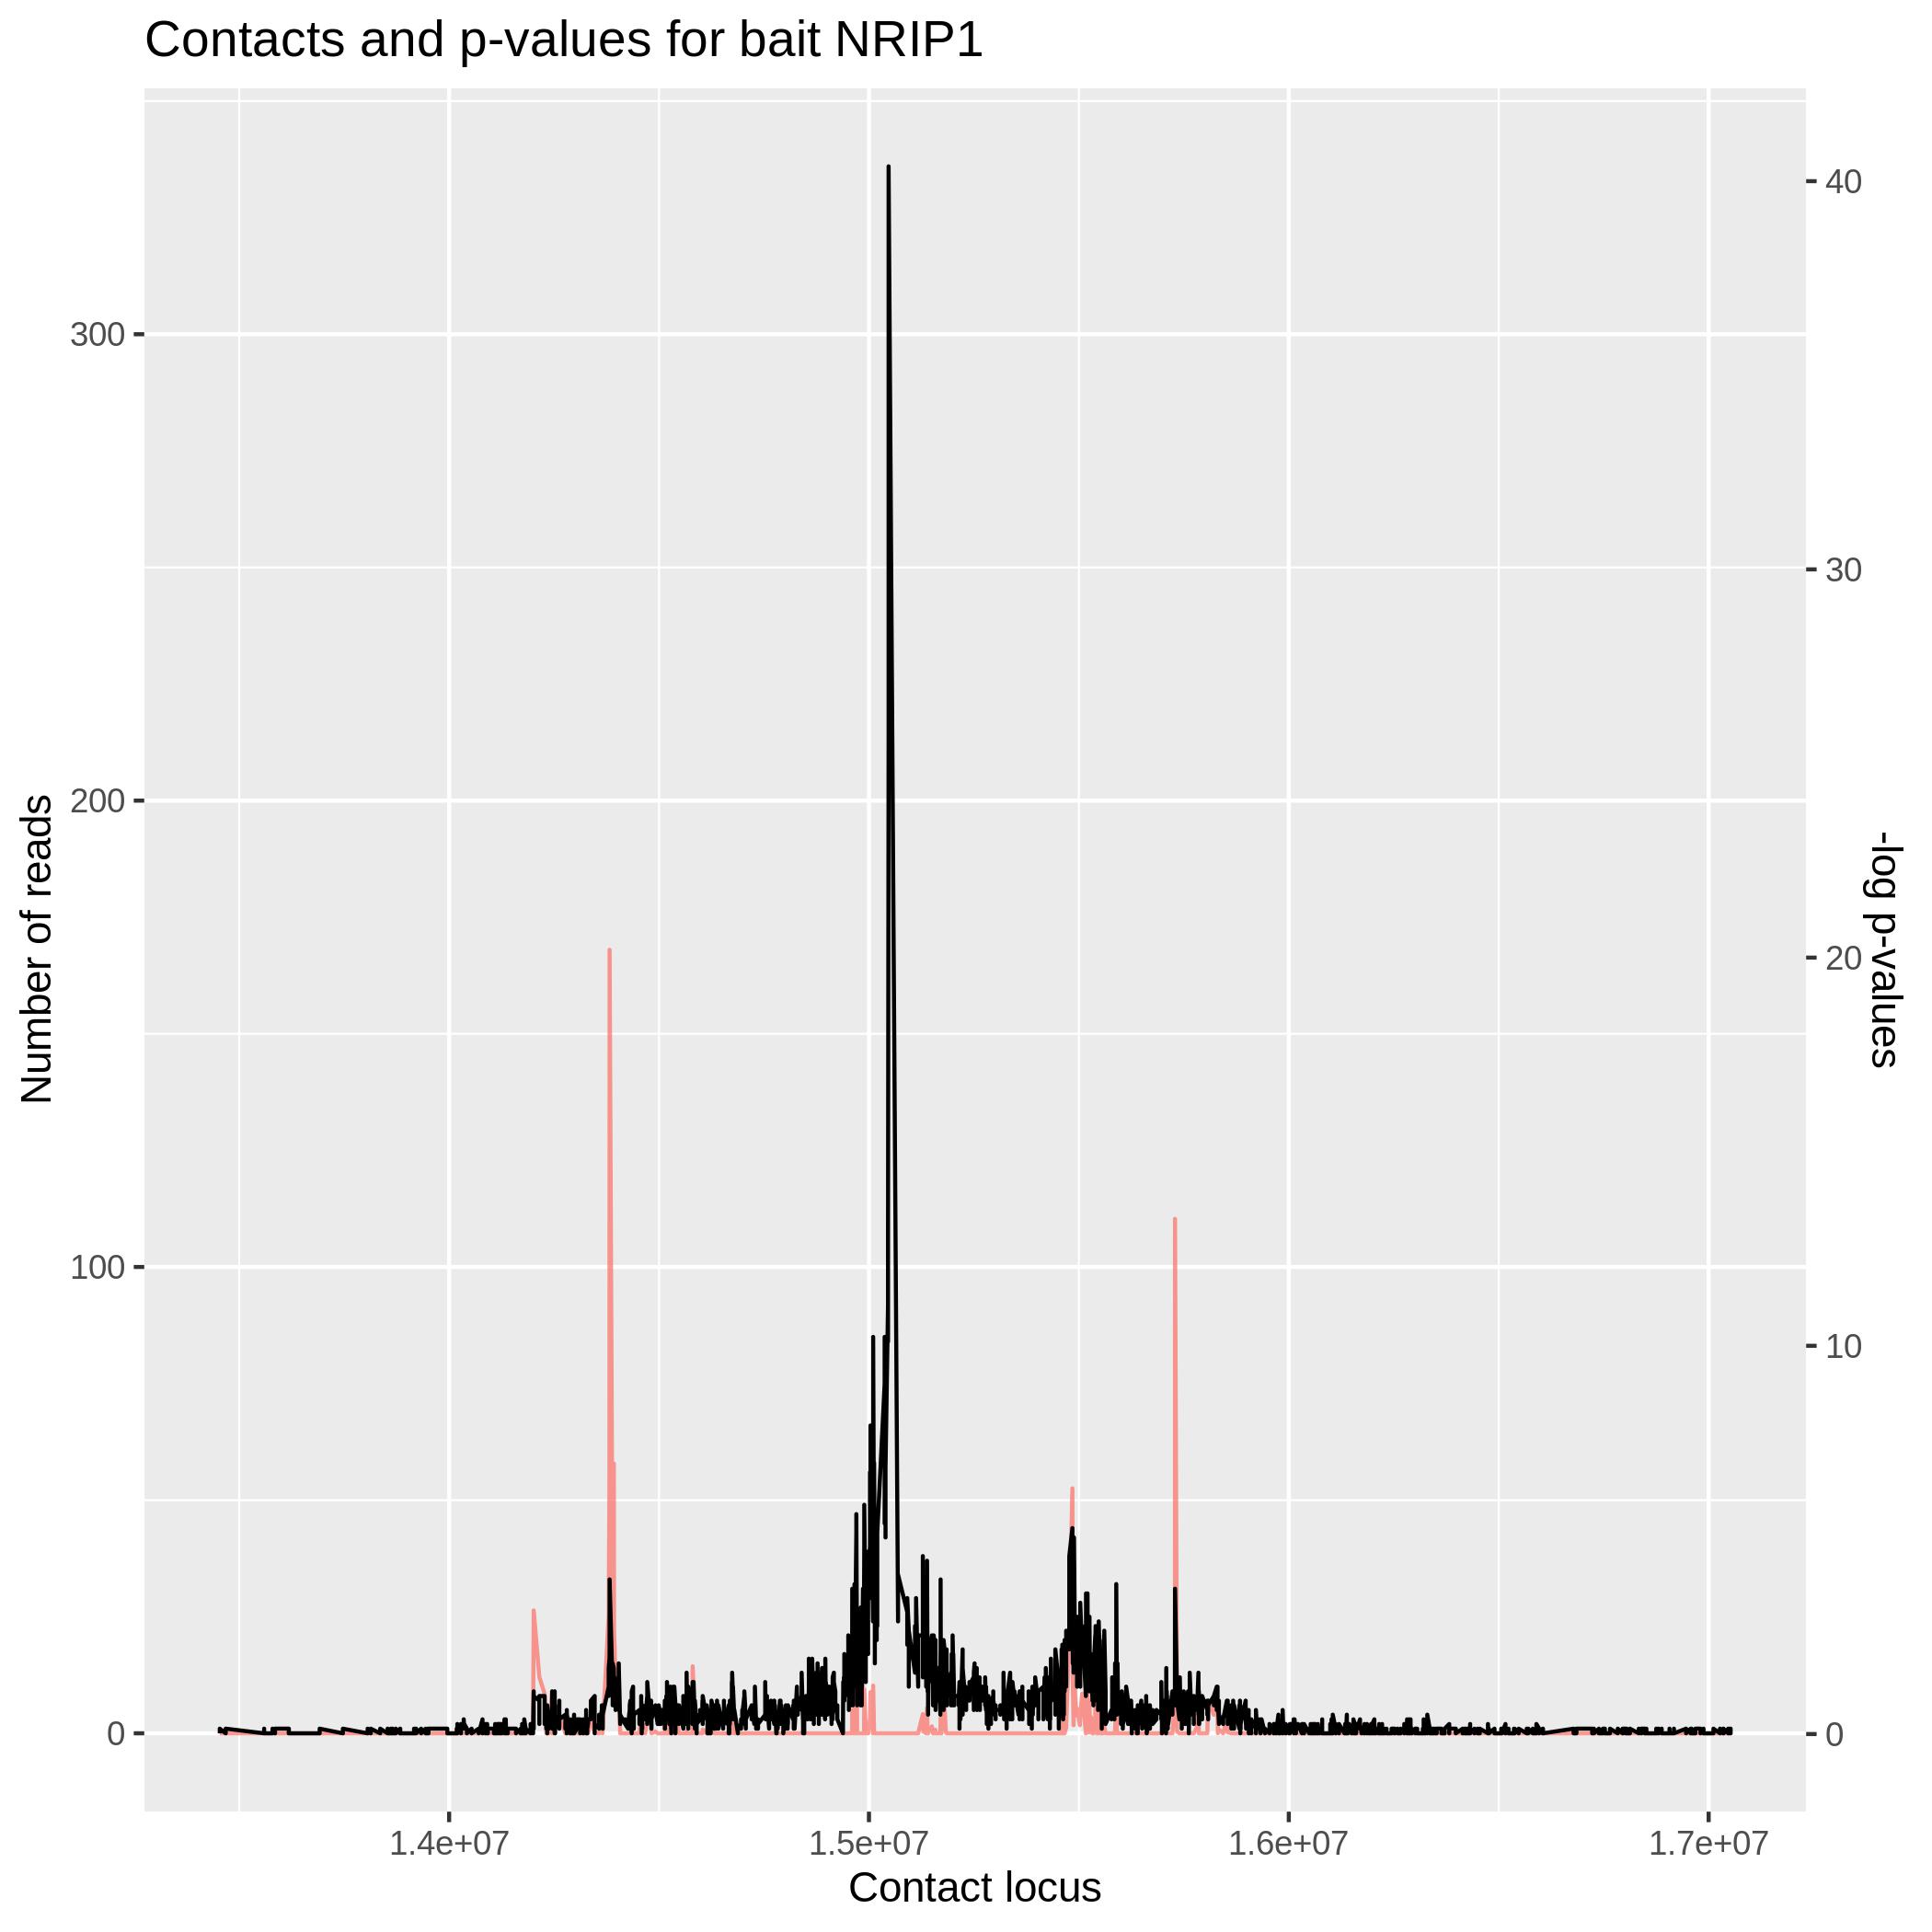 Contacts and p-values for bait NRIP1
Number of reads
300
200
100
0
40
30
20
10
0
-log p-values
1.4e+07
1.5e+07
1.6e+07
1.7e+07
Contact locus